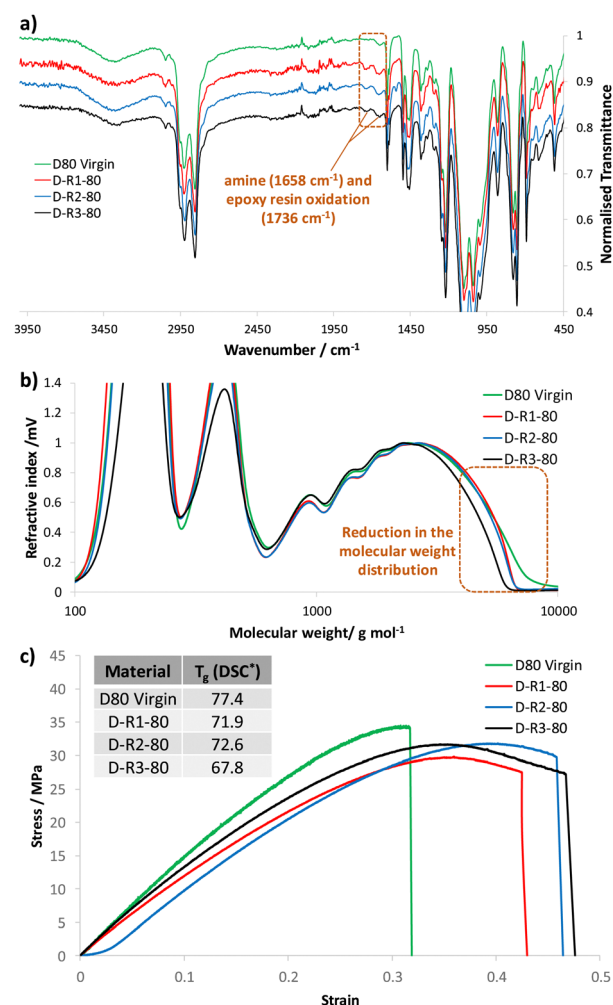 a)
1
0.9
0.8
0.7
0.6
0.5
0.4
Normalised Transmittance
D80 Virgin
D-R1-80
D-R2-80
D-R3-80
amine (1658 cm⁻¹) and
epoxy resin oxidation
(1736 cm⁻¹)
3950 3450 2950 2450 1950 1450 950 450
Wavenumber / cm⁻¹
b)
1.4
1.2
1
0.8
0.6
0.4
0.2
0
Refractive index /mV
D80 Virgin
D-R1-80
D-R2-80
D-R3-80
Reduction in the
molecular weight
distribution
100 1000 10000
Molecular weight/ g mol⁻¹
c)
45
40
35
30
25
20
15
10
5
0
Stress / MPa
Material Tg (DSC*)
D80 Virgin 77.4
D-R1-80 71.9
D-R2-80 72.6
D-R3-80 67.8
D80 Virgin
D-R1-80
D-R2-80
D-R3-80
0 0.1 0.2 0.3 0.4 0.5
Strain